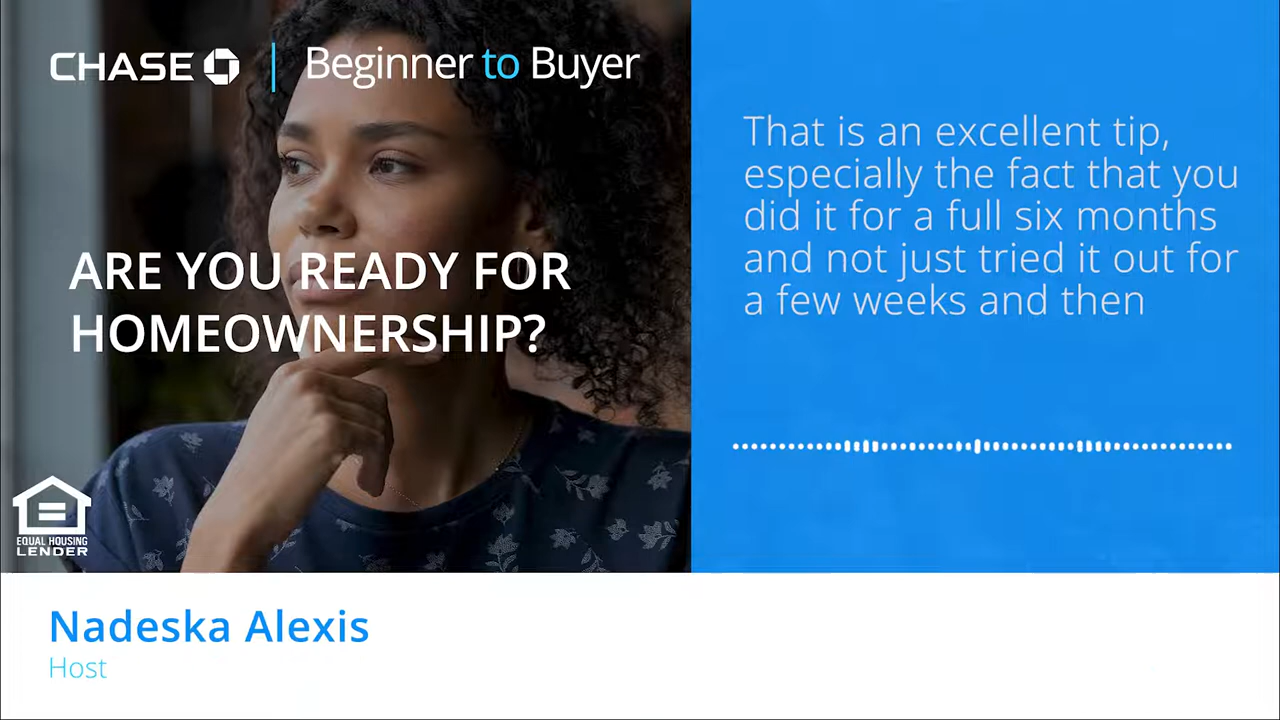 CHASE
Beginner to Buyer
ARE YOU READY FOR
HOMEOWNERSHIP?
EQUAL HOUSING
LENDER
That is an excellent tip,
especially the fact that you
did it for a full six months
and not just tried it out for
a few weeks and then
Nadeska Alexis
Host